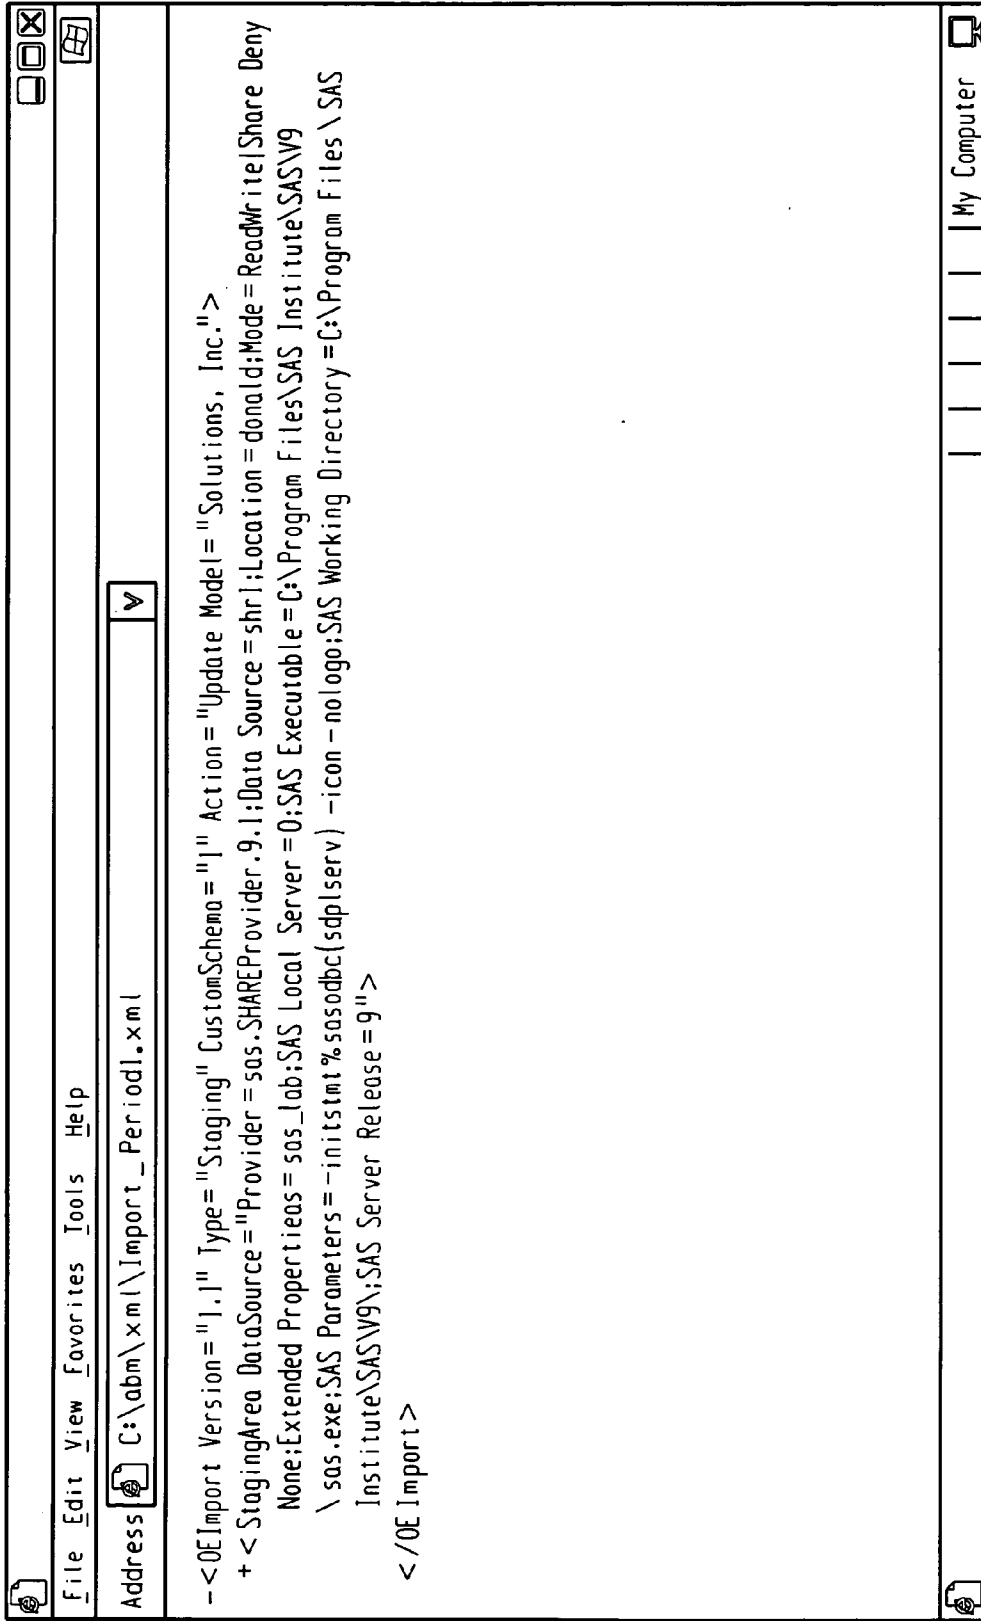 File Edit View Favorites Tools Help
Address C:\abm\xml\Import_Period1.xml
-<OEImport Version="1.1" Type="Staging" CustomSchema="1" Action="Update Model="Solutions, Inc.">
+<StagingArea DataSource="Provider=sas.SHAREProvider.9.1;Data Source=shr1;Location=donald;Mode=ReadWrite|Share Deny
None;Extended Propertieas=sas_lab;SAS Local Server=0;SAS Executable=C:\Program Files\SAS Institute\SAS\V9
\sas.exe;SAS Parameters=-initstmt%sasodbc(sdplserv) -icon-nologo;SAS Working Directory=C:\Program Files\SAS
Institute\SAS\V9\;SAS Server Release=9">
</OEImport>
My Computer